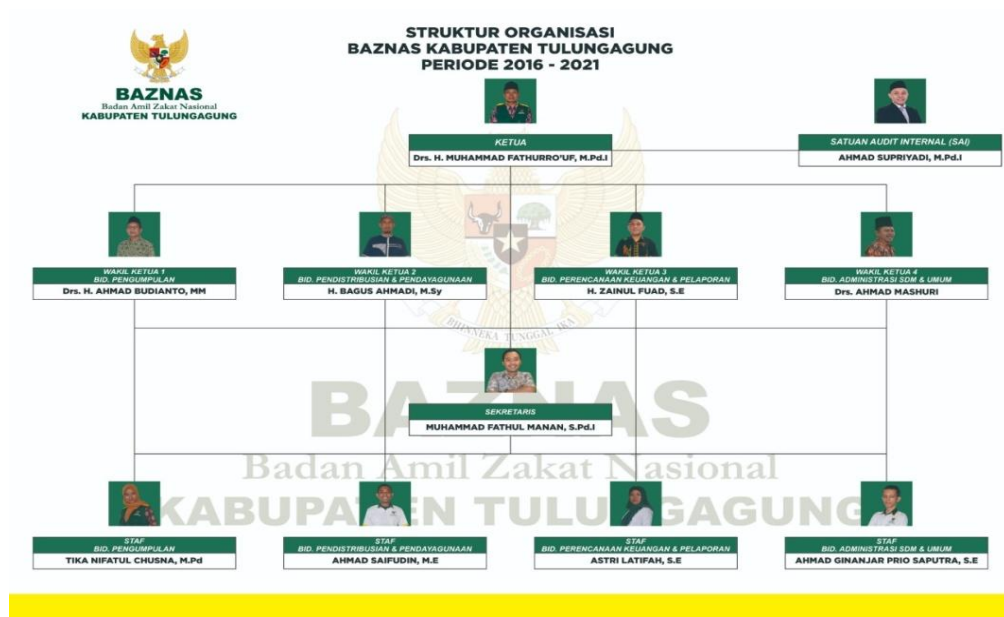 STRUKTUR ORGANISASI
BAZNAS KABUPATEN TULUNGAGUNG
PERIODE 2016 - 2021
BAZNAS
Badan Amil Zakat Nasional
KABUPATEN TULUNGAGUNG
KETUA
Drs. H. MUHAMMAD FATHURRO'UF, M.Pd.I
SATUAN AUDIT INTERNAL (SAI)
AHMAD SUPRIYADI, M.Pd.I
WAKIL KETUA 1
BID. PENGUMPULAN
Drs. H. AHMAD BUDIANTO, MM
WAKIL KETUA 2
BID. PENDISTRIBUSIAN & PENDAYAGUNAAN
H. BAGUS AHMADI, M.Sy
WAKIL KETUA 3
BID. PERENCANAAN KEUANGAN & PELAPORAN
H. ZAINUL FUAD, S.E
WAKIL KETUA 4
BID. ADMINISTRASI SDM & UMUM
Drs. AHMAD MASHURI
BHINNEKA TUNGGAL IKA
SEKRETARIS
MUHAMMAD FATHUL MANAN, S.Pd.I
BAZNAS
Badan Amil Zakat Nasional
KABUPATEN TULUNGAGUNG
STAF
BID. PENGUMPULAN
TIKA NIFATUL CHUSNA, M.Pd
STAF
BID. PENDISTRIBUSIAN & PENDAYAGUNAAN
AHMAD SAIFUDIN, M.E
STAF
BID. PERENCANAAN KEUANGAN & PELAPORAN
ASTRI LATIFAH, S.E
STAF
BID. ADMINISTRASI SDM & UMUM
AHMAD GINANJAR PRIO SAPUTRA, S.E